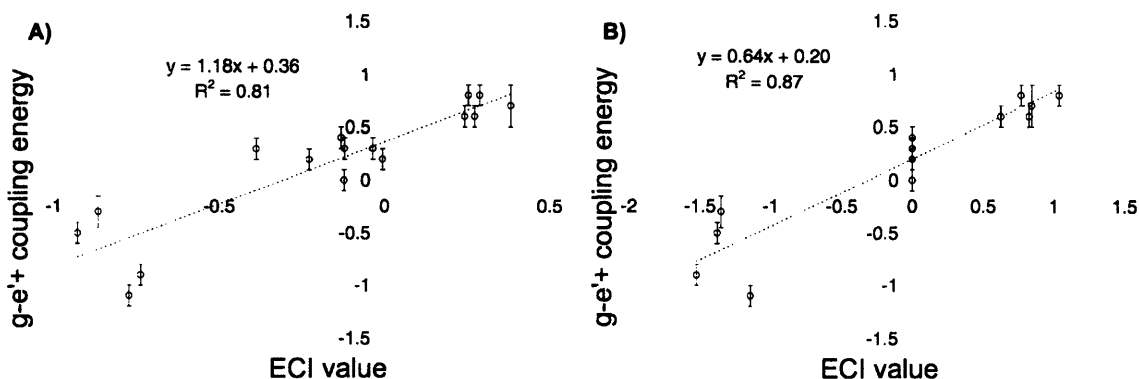 A)
y = 1.18x + 0.36
R² = 0.81
1.5
1
0.5
0
-0.5
-1
-1.5
-1
-0.5
0
0.5
g-e'+ coupling energy
ECI value
B)
y = 0.64x + 0.20
R² = 0.87
1.5
1
0.5
0
-0.5
-1
-1.5
-2
-1.5
-1
-0.5
0
0.5
1
1.5
g-e'+ coupling energy
ECI value